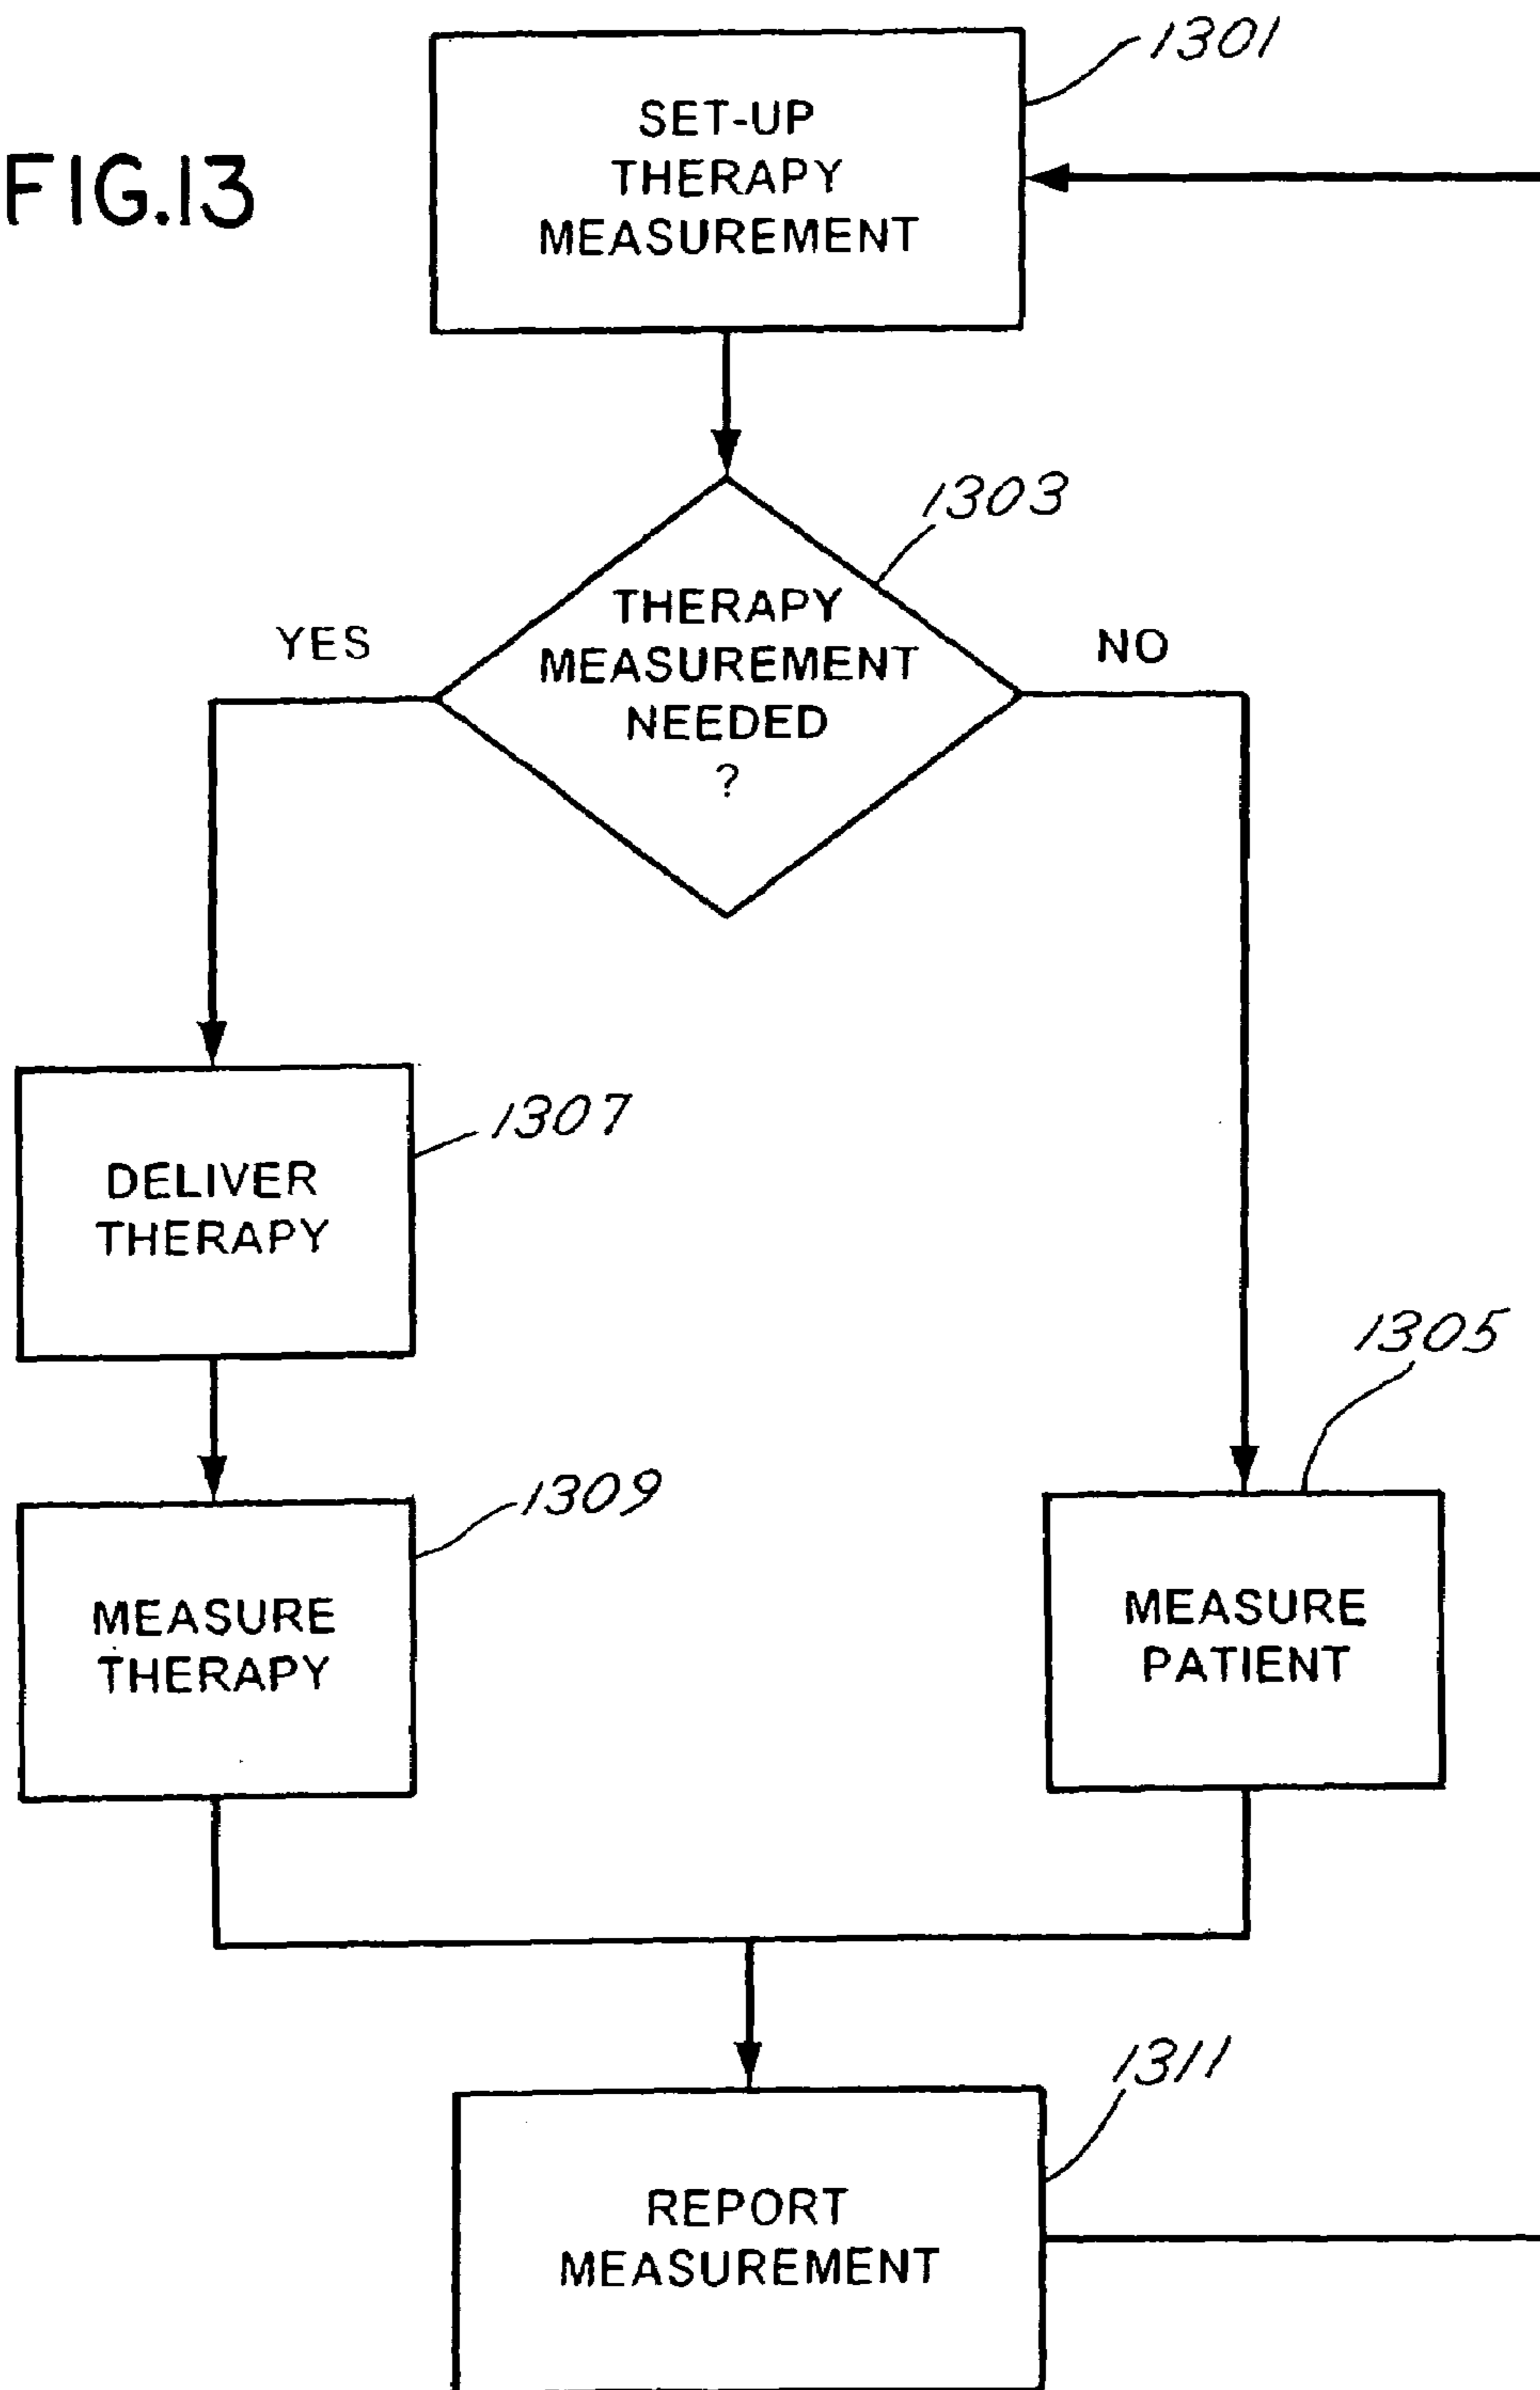 1301
FIG.13
SET-UP
THERAPY
MEASUREMENT
1303
THERAPY
MEASUREMENT
NEEDED
?
YES
NO
1307
DELIVER
THERAPY
1305
1309
MEASURE
THERAPY
MEASURE
PATIENT
1311
REPORT
MEASUREMENT